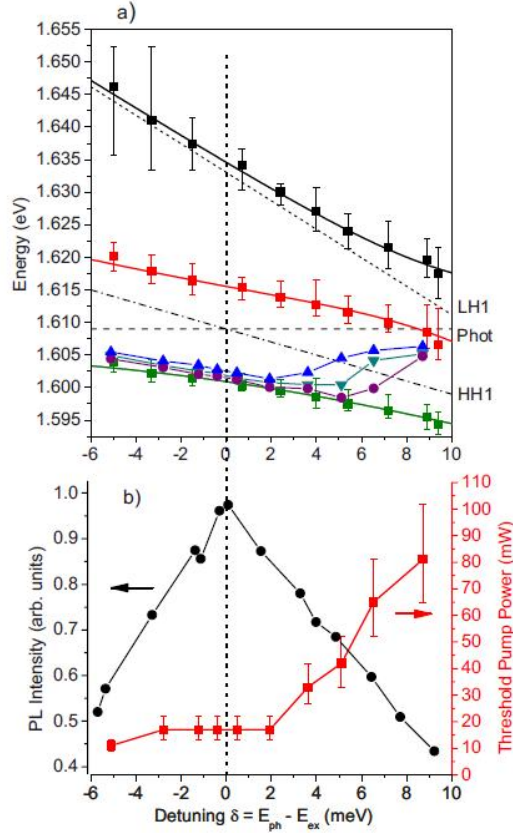 a)
1.655
1.650
1.645
1.640
1.635
1.630
1.625
1.620
1.615
1.609
1.605
1.600
1.595
Energy (eV)
LH1
Phot
HH1
-6 -4 -2 0 2 4 6 8 10
b)
1.0
0.9
0.8
0.7
0.6
0.5
0.4
PL Intensity (arb. units)
110
100
90
80
70
60
50
40
30
20
10
0
Threshold Pump Power (mW)
-6 -4 -2 0 2 4 6 8 10
Detuning δ = E_ph - E_ex (meV)